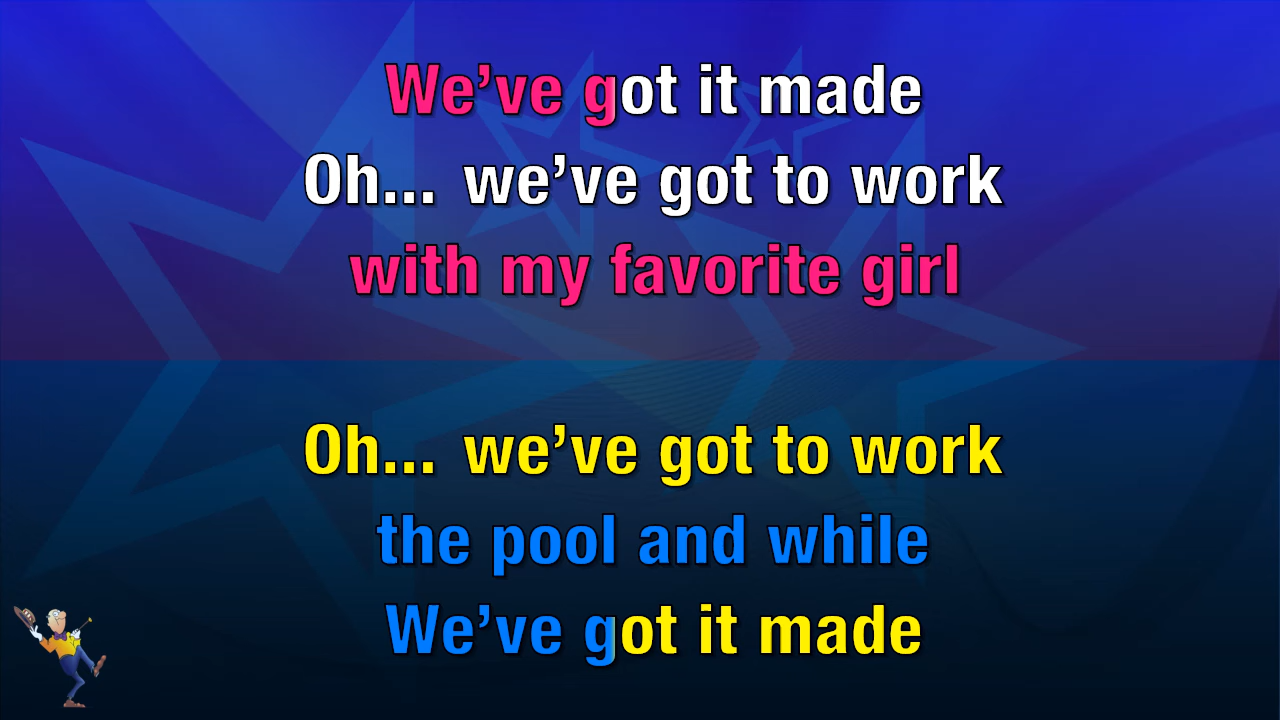 We've got it made
Oh... we've got to work
with my favorite girl
Oh... we've got to work
the pool and while
We've got it made